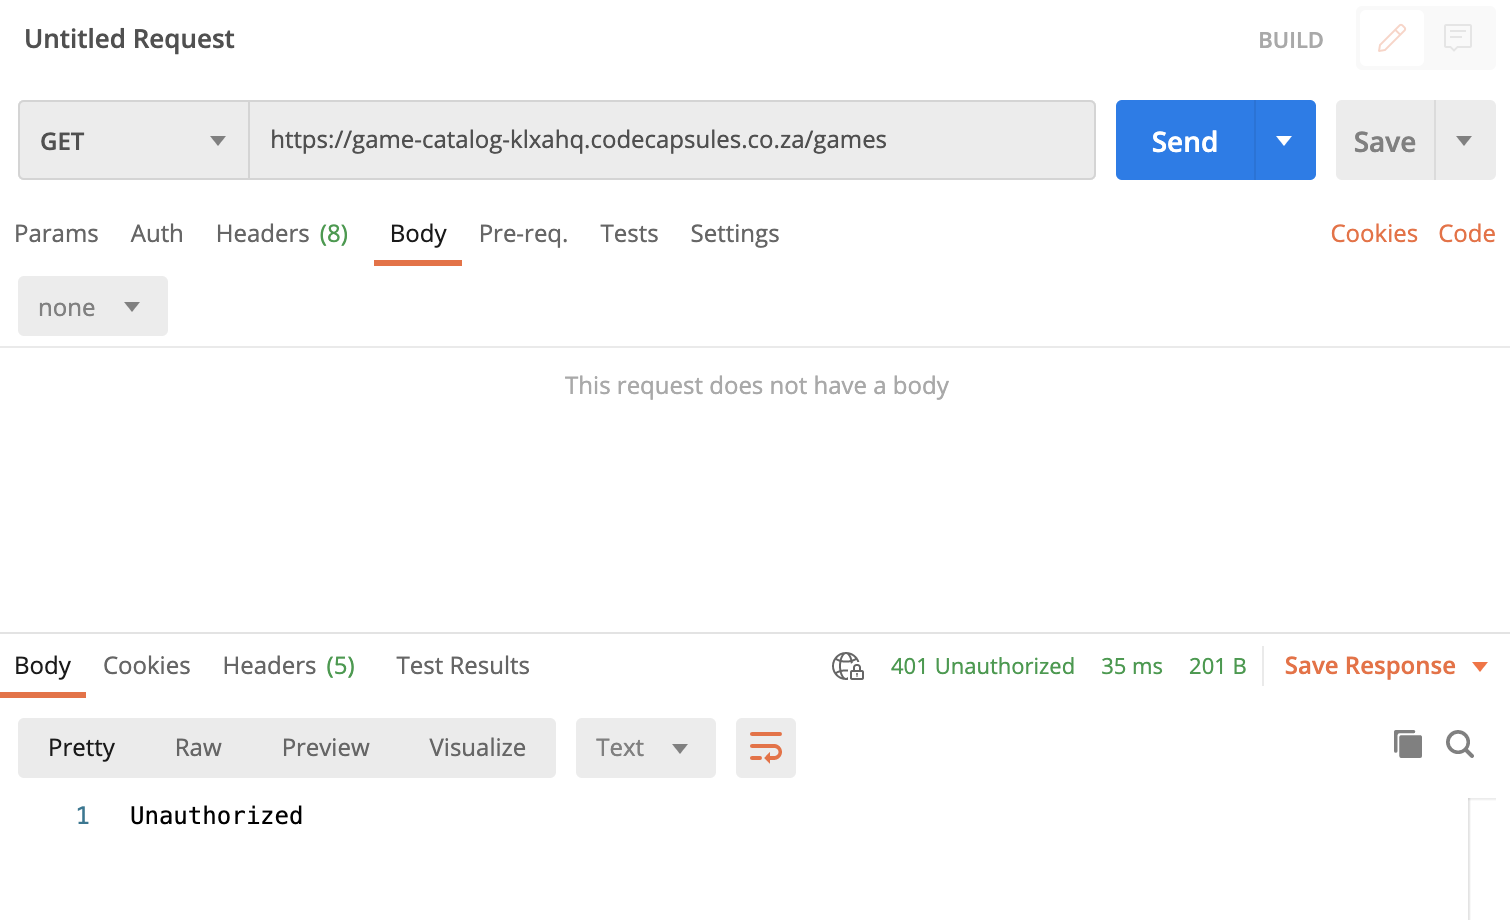 Untitled Request
BUILD
GET
https://game-catalog-klxahq.codecapsules.co.za/games
Send
Save
Params Auth Headers (8) Body Pre-req. Tests Settings
Cookies Code
none
This request does not have a body
Body Cookies Headers (5) Test Results
401 Unauthorized 35 ms 201 B Save Response
Pretty Raw Preview Visualize Text
1 Unauthorized